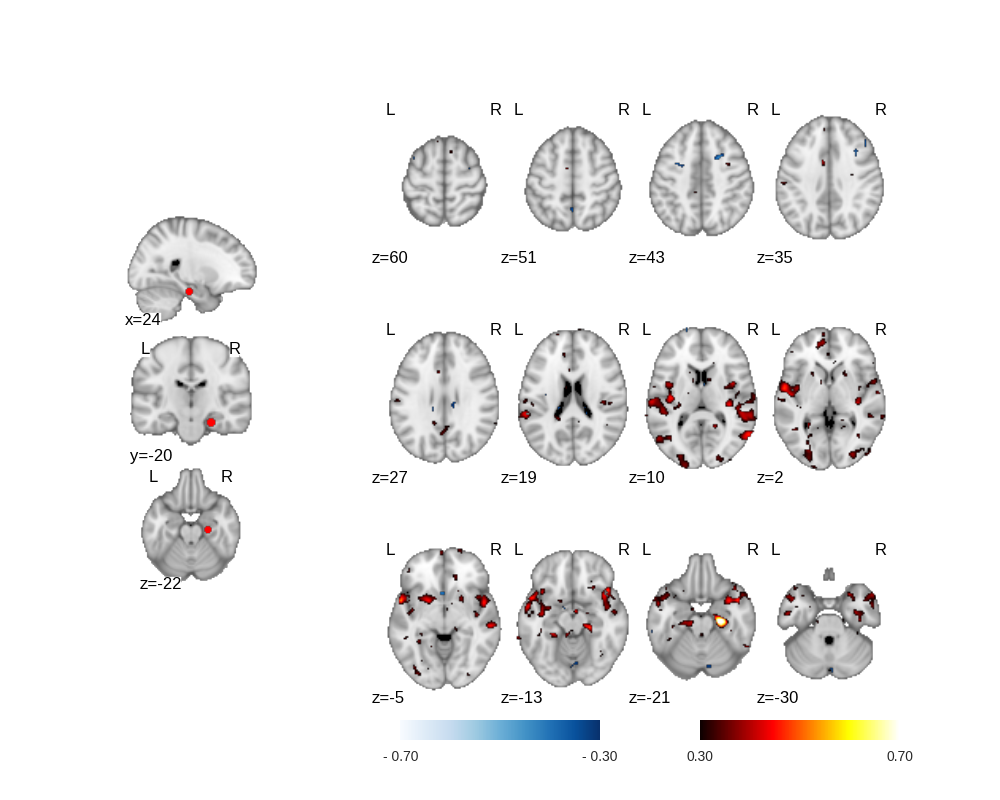 L R L R L R L R
z=60 z=51 z=43 z=35
x=24
L R L R L R L R
L R
y=-20
L R
z=27 z=19 z=10 z=2
z=-22
L R L R L R L R
z=-5 z=-13 z=-21 z=-30
- 0.70 - 0.30 0.30 0.70